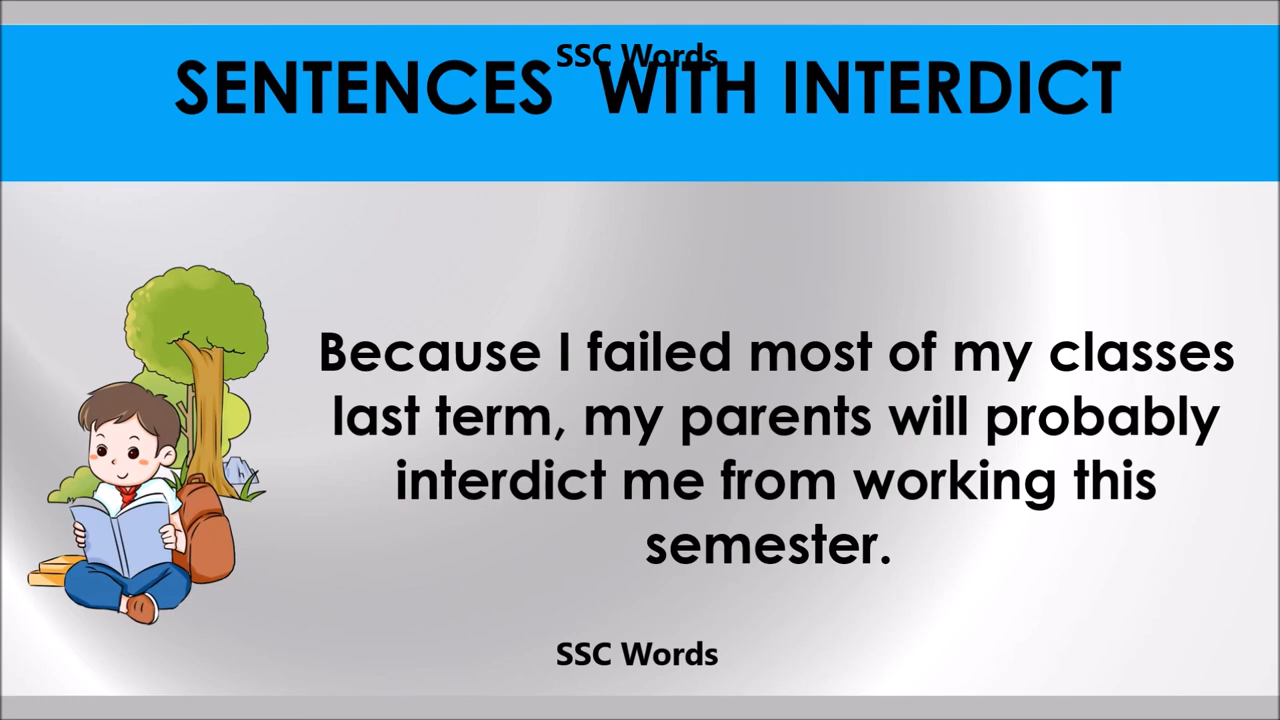 SSC Words
SENTENCES WITH INTERDICT
Because I failed most of my classes
last term, my parents will probably
interdict me from working this
semester.
SSC Words